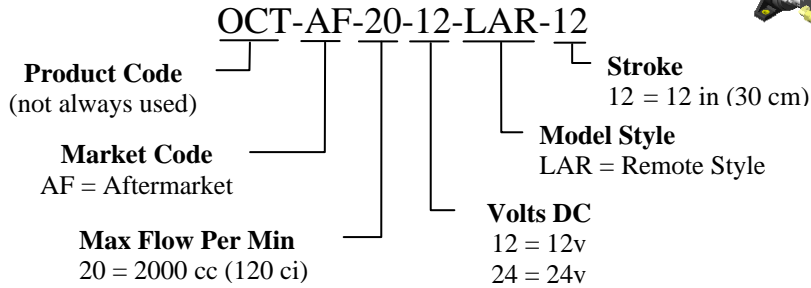 OCT-AF-20-12-LAR-12
Product Code
(not always used)
Market Code
AF = Aftermarket
Max Flow Per Min
20 = 2000 cc (120 ci)
Volts DC
12 = 12v
24 = 24v
Model Style
LAR = Remote Style
Stroke
12 = 12 in (30 cm)